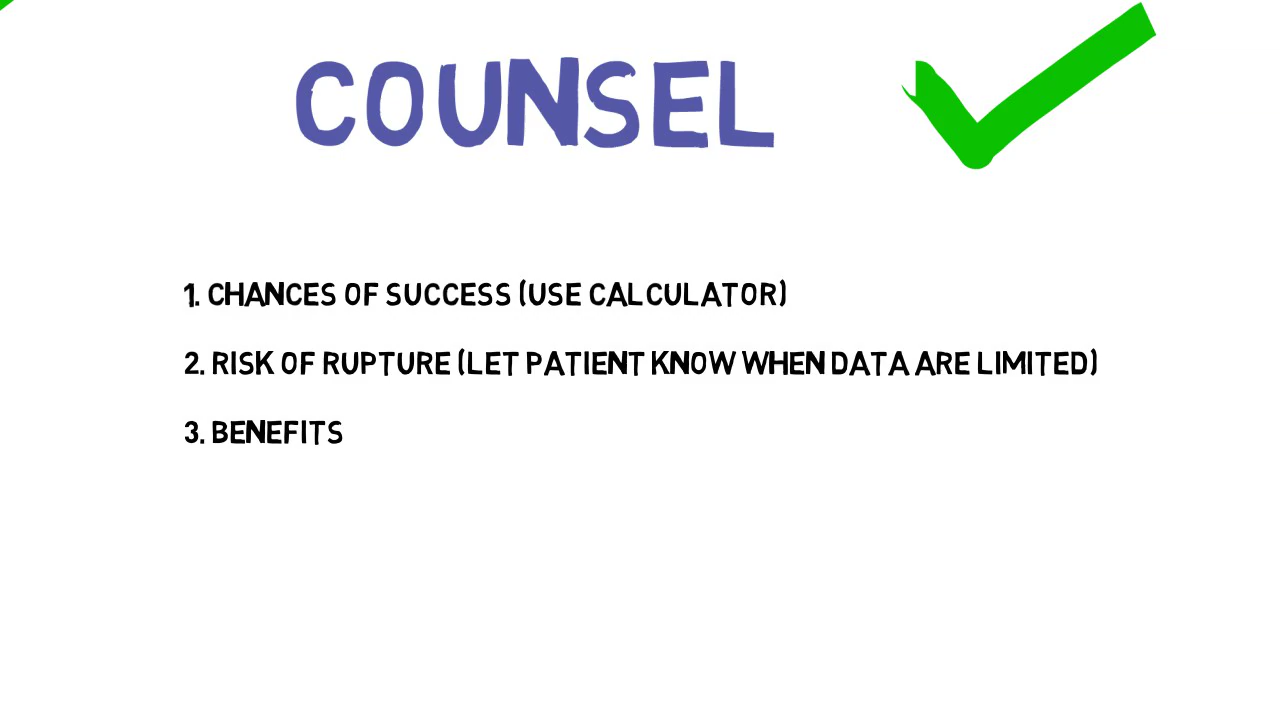 COUNSEL
1. CHANCES OF SUCCESS (USE CALCULATOR)
2. RISK OF RUPTURE (LET PATIENT KNOW WHEN DATA ARE LIMITED)
3. BENEFITS